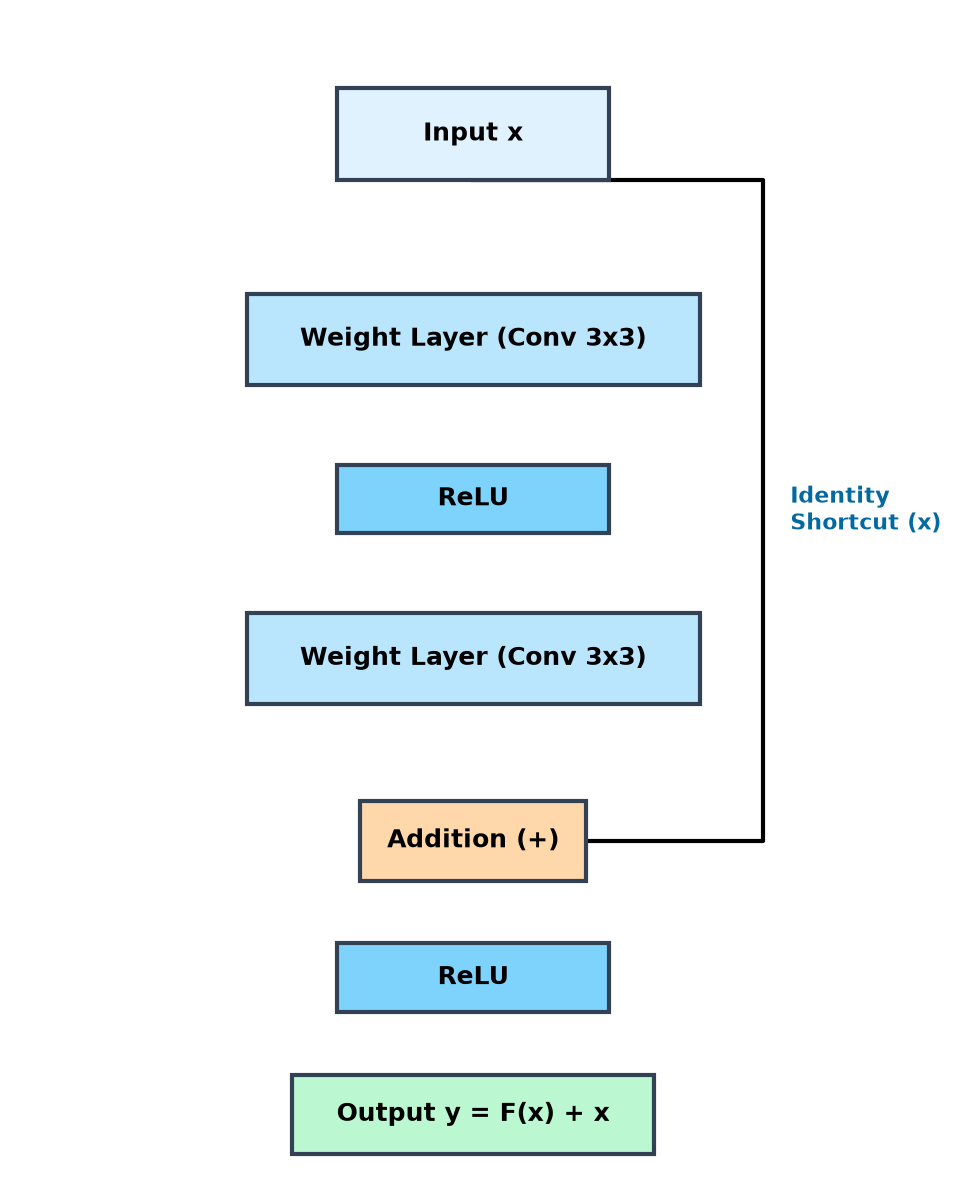 Input x
Weight Layer (Conv 3x3)
ReLU
Identity
Shortcut (x)
Weight Layer (Conv 3x3)
Addition (+)
ReLU
Output y = F(x) + x